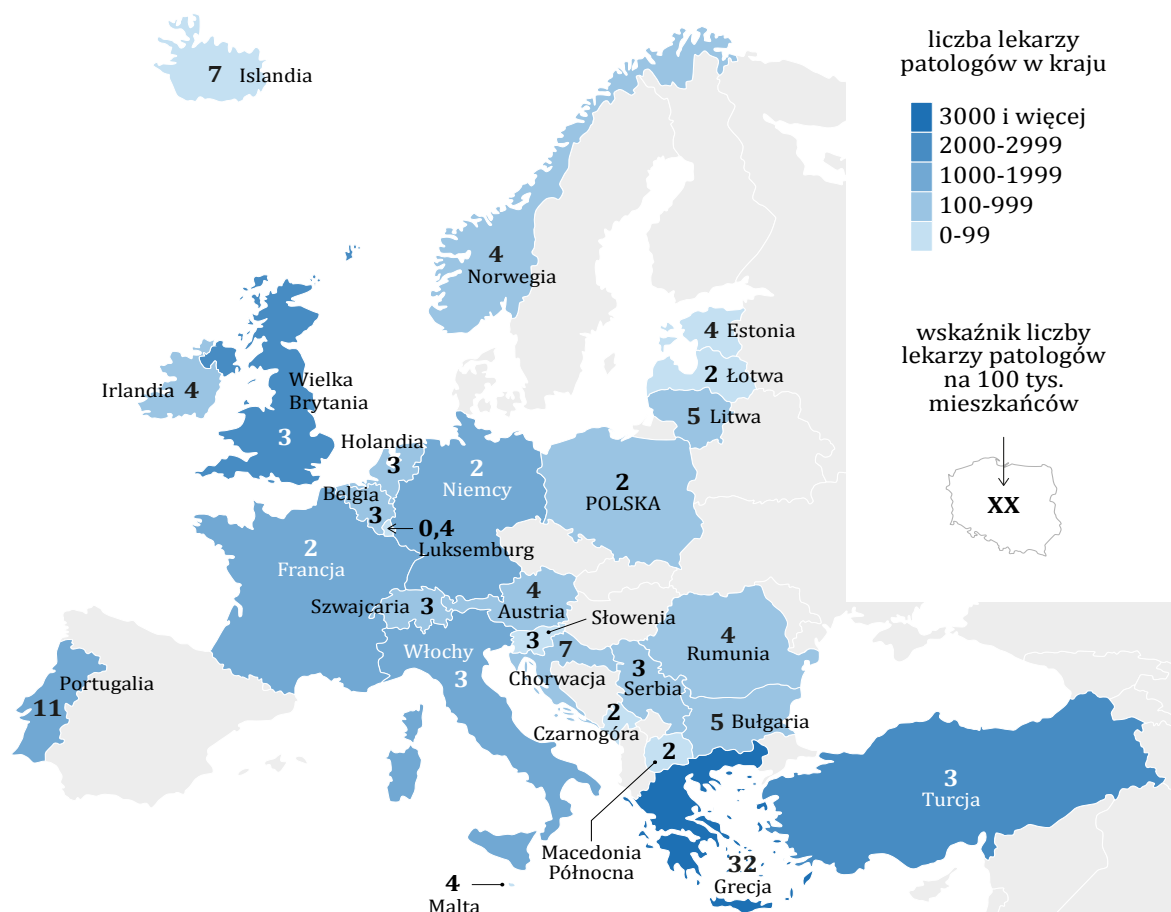 liczba lekarzy
patologów w kraju
3000 i więcej
2000-2999
1000-1999
100-999
0-99
wskaźnik liczby
lekarzy patologów
na 100 tys.
mieszkańców
XX
7 Islandia
4
Norwegia
4 Estonia
2 Łotwa
5 Litwa
Irlandia 4
Wielka
Brytania
3
Holandia
3
Belgia
3
0,4
Luksemburg
2
Niemcy
2
POLSKA
2
Francja
Szwajcaria 3
4
Austria
Słowenia
3
7
Chorwacja
Włochy
3
4
Rumunia
3
Serbia
2
Czarnogóra
5 Bułgaria
2
Macedonia
Północna
Portugalia
11
3
Turcja
32
Grecja
4
Malta